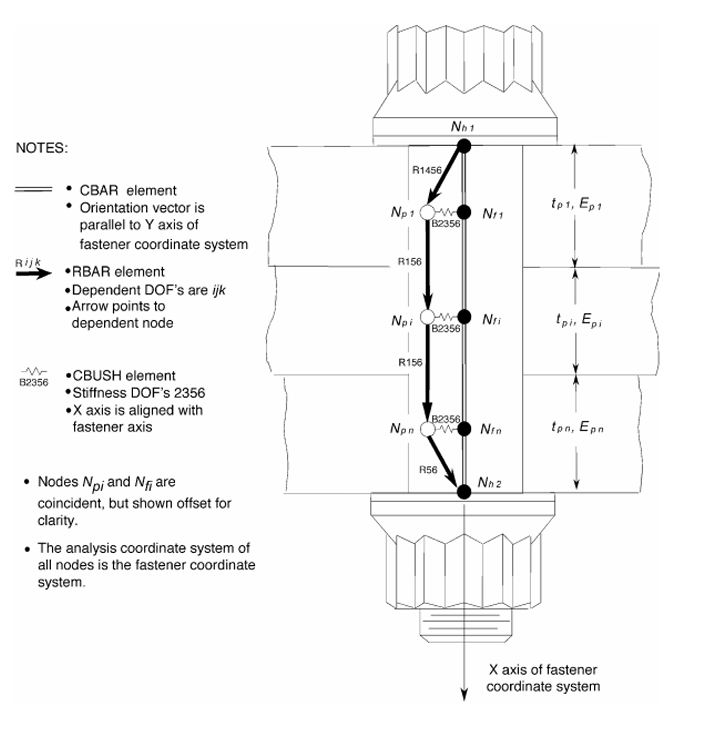 NOTES:
• CBAR element
• Orientation vector is
parallel to Y axis of
fastener coordinate system
R ijk
•RBAR element
•Dependent DOF's are ijk
•Arrow points to
dependent node
B2356
•CBUSH element
•Stiffness DOF's 2356
•X axis is aligned with
fastener axis
• Nodes Npi and Nfi are
coincident, but shown offset for
clarity.
• The analysis coordinate system of
all nodes is the fastener coordinate
system.
Nh1
R1456
Np1
Nf1
B2356
tp1, Ep1
R156
Npi
Nfi
B2356
tpi, Epi
R156
B2356
Npn
Nfn
tpn, Epn
R56
Nh2
X axis of fastener
coordinate system